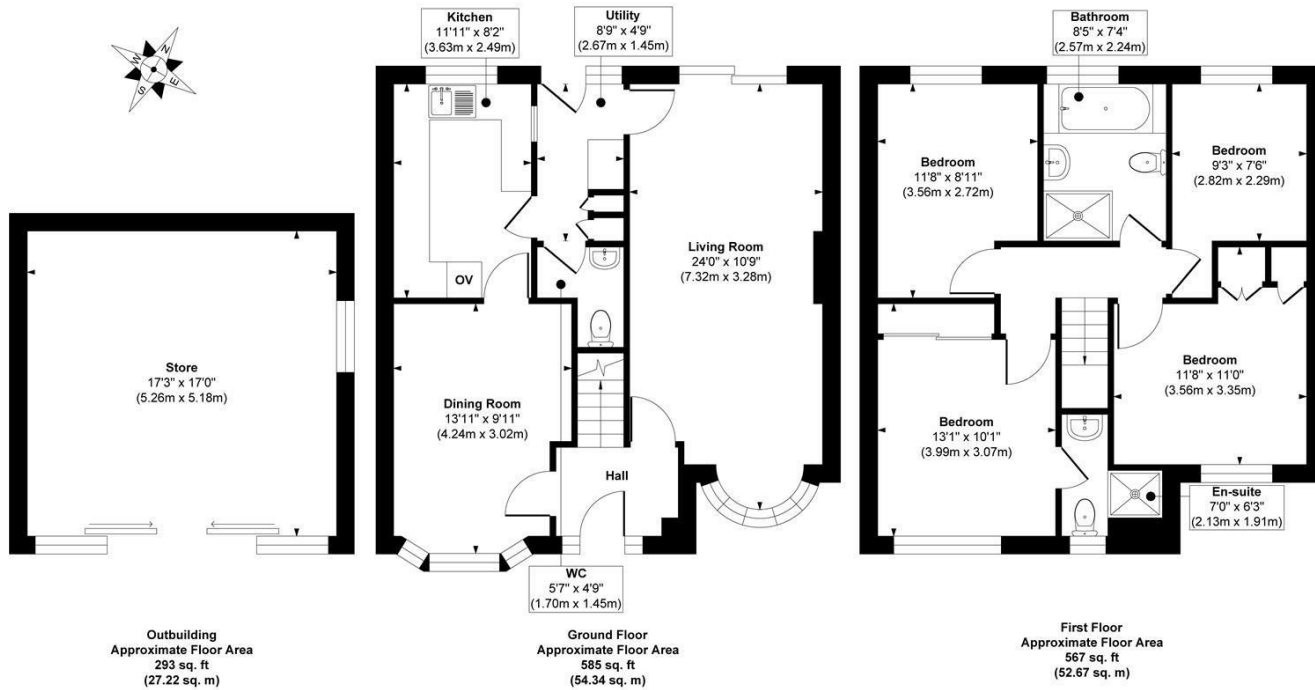 Kitchen
11'11" x 8'2"
(3.63m x 2.49m)
Utility
8'9" x 4'9"
(2.67m x 1.45m)
Bathroom
8'5" x 7'4"
(2.57m x 2.24m)
N
W
E
S
Bedroom
11'8" x 8'11"
(3.56m x 2.72m)
Bedroom
9'3" x 7'6"
(2.82m x 2.29m)
Living Room
24'0" x 10'9"
(7.32m x 3.28m)
OV
Store
17'3" x 17'0"
(5.26m x 5.18m)
Dining Room
13'11" x 9'11"
(4.24m x 3.02m)
Bedroom
11'8" x 11'0"
(3.56m x 3.35m)
Bedroom
13'1" x 10'1"
(3.99m x 3.07m)
Hall
En-suite
7'0" x 6'3"
(2.13m x 1.91m)
WC
5'7" x 4'9"
(1.70m x 1.45m)
Outbuilding
Approximate Floor Area
293 sq. ft
(27.22 sq. m)
Ground Floor
Approximate Floor Area
585 sq. ft
(54.34 sq. m)
First Floor
Approximate Floor Area
567 sq. ft
(52.67 sq. m)